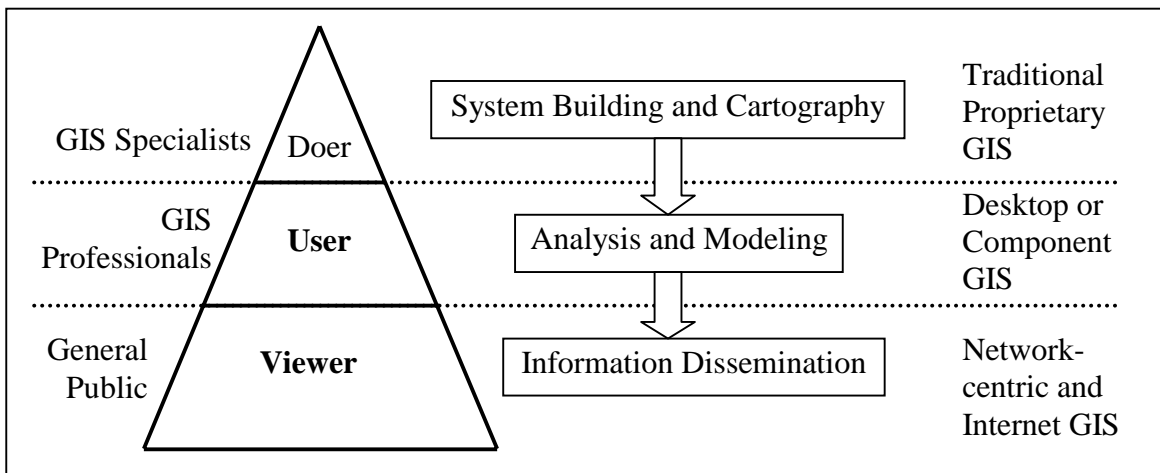 GIS Specialists
Doer
System Building and Cartography
Traditional
Proprietary
GIS
GIS
Professionals
User
Analysis and Modeling
Desktop or
Component
GIS
General
Public
Viewer
Information Dissemination
Network-
centric and
Internet GIS